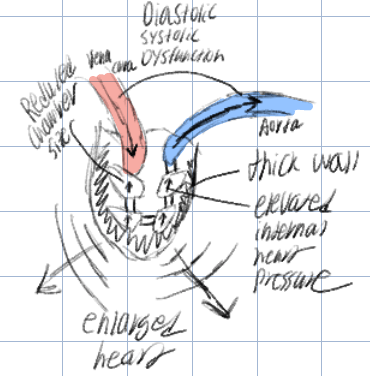 Diastolic
systolic
Dysfunction
Vena
cava
Reduced
chamber
size
Aorta
thick wall
elevated
internal
heart
pressure
enlarged
heart